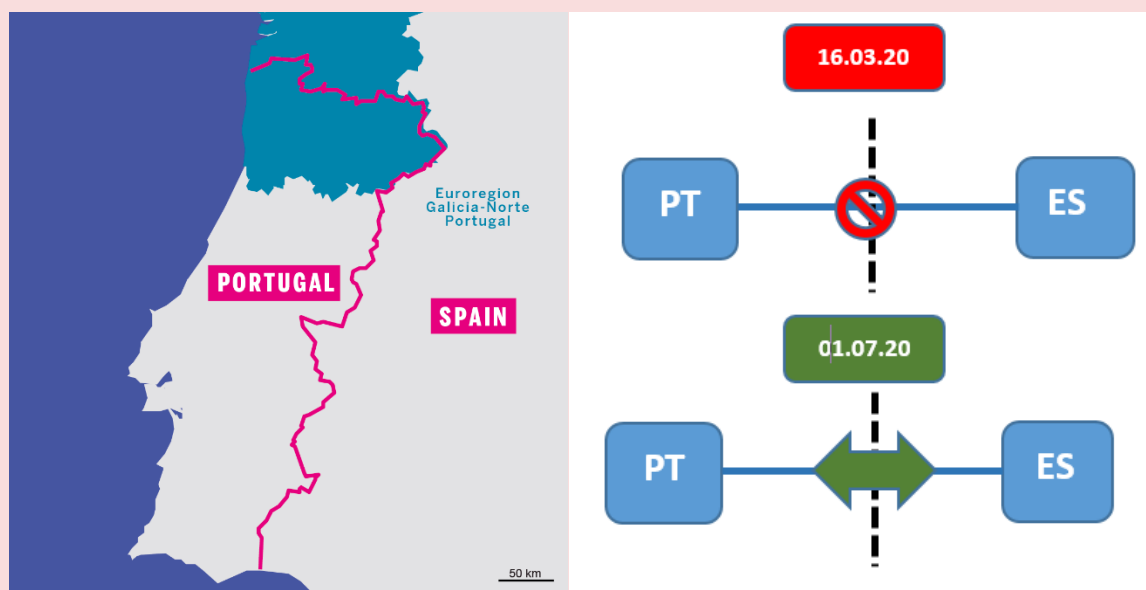 Euroregion
Galicia-Norte
Portugal
PORTUGAL
SPAIN
50 km
16.03.20
PT
ES
01.07.20
PT
ES